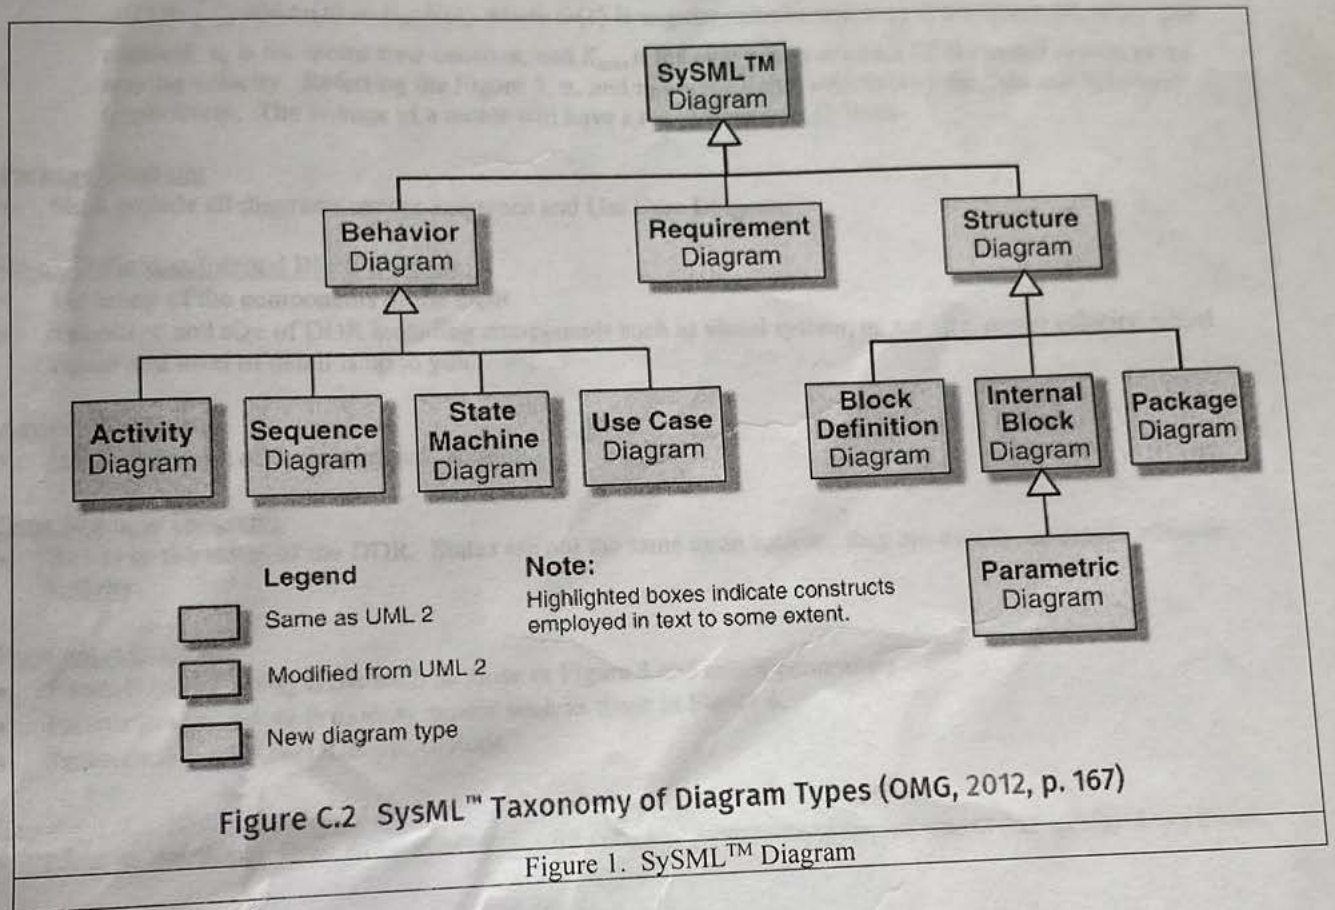 SySML™
Diagram
Behavior
Diagram
Requirement
Diagram
Structure
Diagram
Activity
Diagram
Sequence
Diagram
State
Machine
Diagram
Use Case
Diagram
Block
Definition
Diagram
Internal
Block
Diagram
Package
Diagram
Parametric
Diagram
Legend
Same as UML 2
Modified from UML 2
New diagram type
Note:
Highlighted boxes indicate constructs
employed in text to some extent.
Figure C.2 SysML™ Taxonomy of Diagram Types (OMG, 2012, p. 167)
Figure 1. SySML™ Diagram